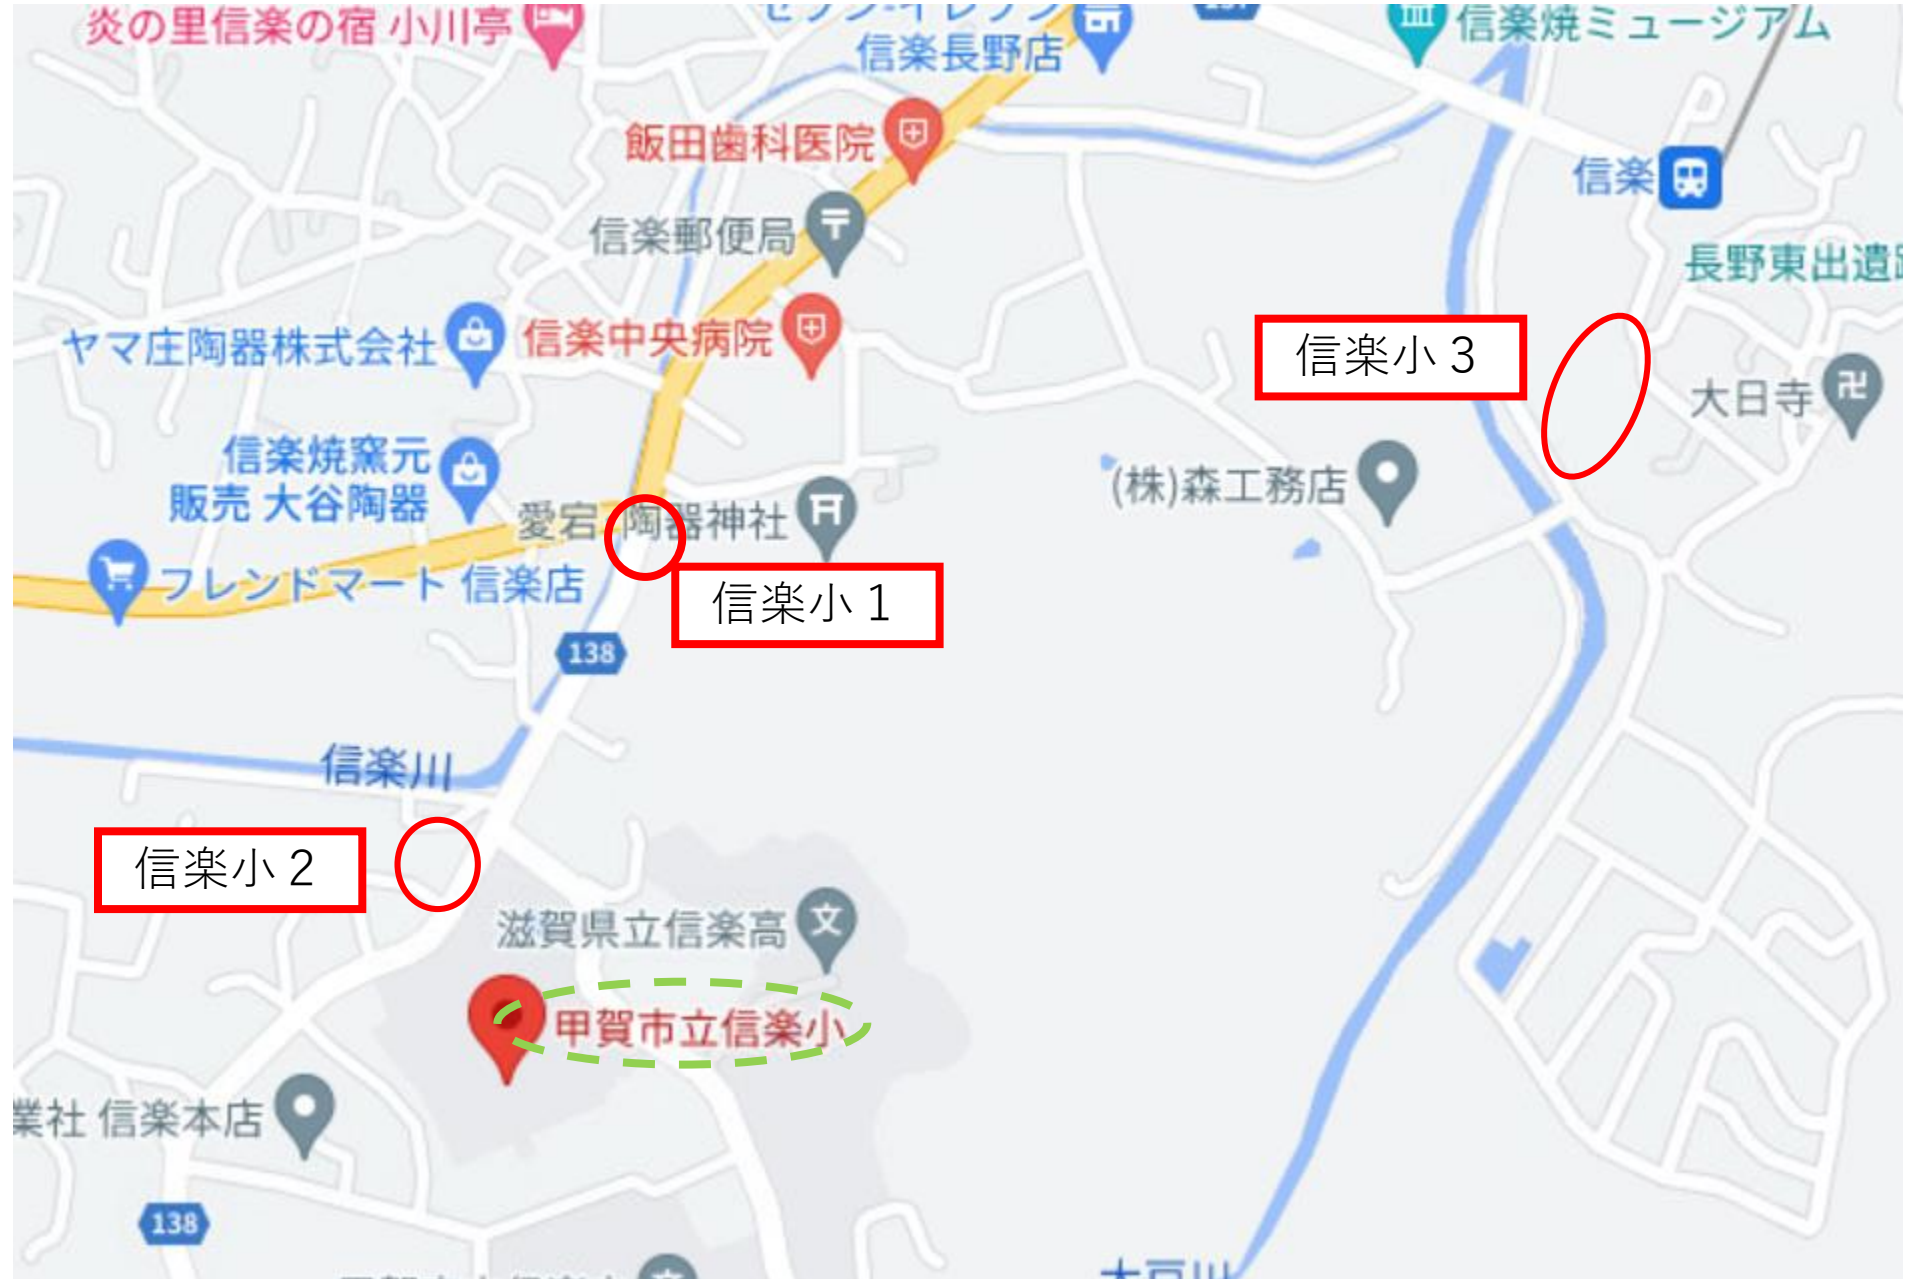 炎の里信楽の宿 小川亭
信楽長野店
信楽焼ミュージアム
飯田歯科医院
信楽
信楽郵便局
長野東出遺
ヤマ庄陶器株式会社
信楽中央病院
信楽小３
大日寺
信楽焼窯元
販売 大谷陶器
(株)森工務店
愛宕 陶器神社
フレンドマート 信楽店
信楽小１
138
信楽川
信楽小２
滋賀県立信楽高
甲賀市立信楽小
業社 信楽本店
138